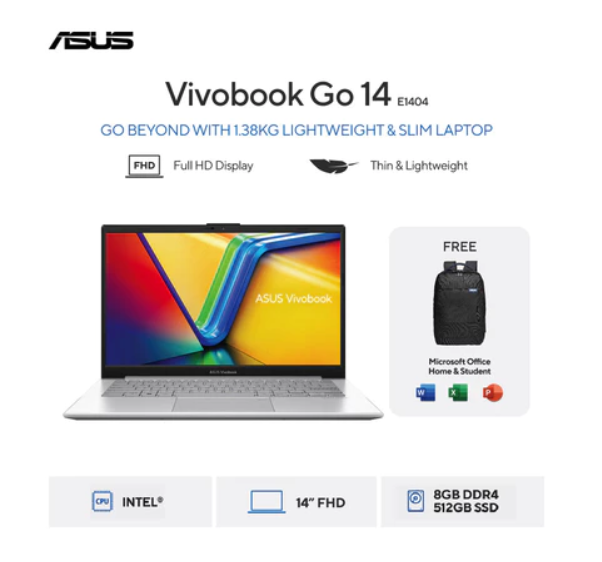 ASUS
Vivobook Go 14 E1404
GO BEYOND WITH 1.38KG LIGHTWEIGHT & SLIM LAPTOP
FHD Full HD Display
Thin & Lightweight
FREE
ASUS Vivobook
Microsoft Office
Home & Student
W X P
CPU INTEL®
14” FHD
8GB DDR4
512GB SSD